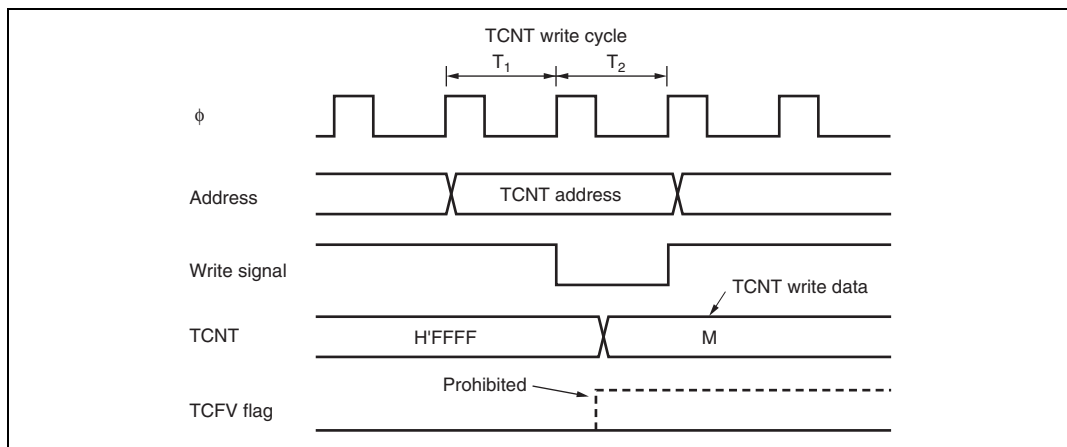 TCNT write cycle
T1 T2
ϕ
Address
TCNT address
Write signal
TCNT write data
TCNT
H'FFFF
M
Prohibited
TCFV flag